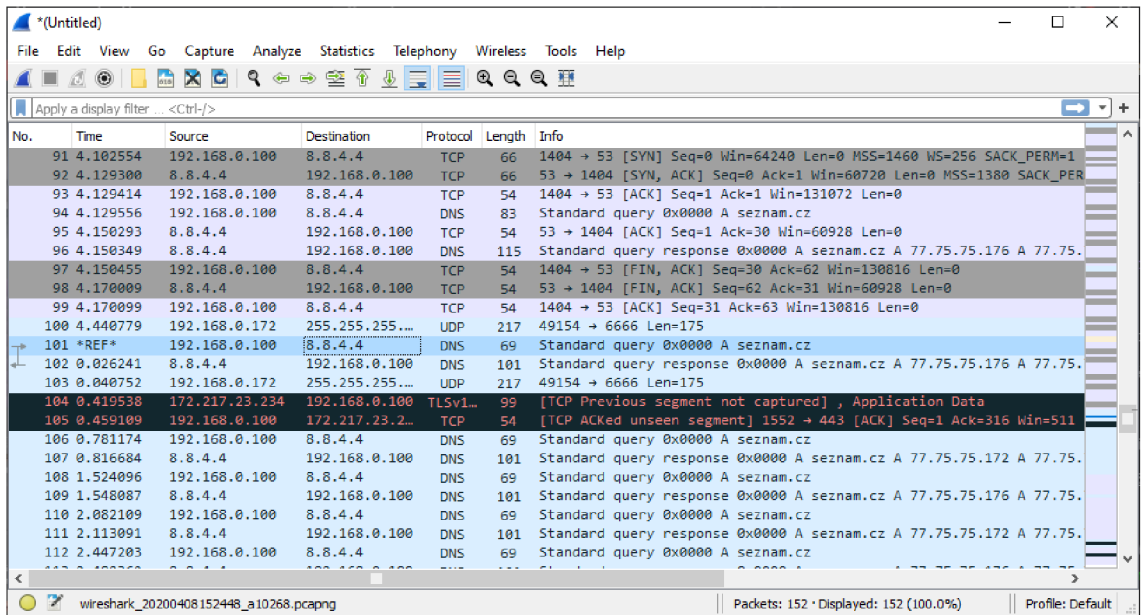 *(Untitled)
File Edit View Go Capture Analyze Statistics Telephony Wireless Tools Help
Apply a display filter ... <Ctrl-/>
No. Time Source Destination Protocol Length Info
91 4.102554 192.168.0.100 8.8.4.4 TCP 66 1404 → 53 [SYN] Seq=0 Win=64240 Len=0 MSS=1460 WS=256 SACK_PERM=1
92 4.129300 8.8.4.4 192.168.0.100 TCP 66 53 → 1404 [SYN, ACK] Seq=0 Ack=1 Win=60720 Len=0 MSS=1380 SACK_PER
93 4.129414 192.168.0.100 8.8.4.4 TCP 54 1404 → 53 [ACK] Seq=1 Ack=1 Win=131072 Len=0
94 4.129556 192.168.0.100 8.8.4.4 DNS 83 Standard query 0x0000 A seznam.cz
95 4.150293 8.8.4.4 192.168.0.100 TCP 54 53 → 1404 [ACK] Seq=1 Ack=30 Win=60928 Len=0
96 4.150349 8.8.4.4 192.168.0.100 DNS 115 Standard query response 0x0000 A seznam.cz A 77.75.75.176 A 77.75.
97 4.150455 192.168.0.100 8.8.4.4 TCP 54 1404 → 53 [FIN, ACK] Seq=30 Ack=62 Win=130816 Len=0
98 4.170009 8.8.4.4 192.168.0.100 TCP 54 53 → 1404 [FIN, ACK] Seq=62 Ack=31 Win=60928 Len=0
99 4.170099 192.168.0.100 8.8.4.4 TCP 54 1404 → 53 [ACK] Seq=31 Ack=63 Win=130816 Len=0
100 4.440779 192.168.0.172 255.255.255.... UDP 217 49154 → 6666 Len=175
101 *REF* 192.168.0.100 8.8.4.4 DNS 69 Standard query 0x0000 A seznam.cz
102 0.026241 8.8.4.4 192.168.0.100 DNS 101 Standard query response 0x0000 A seznam.cz A 77.75.75.176 A 77.75.
103 0.040752 192.168.0.172 255.255.255.... UDP 217 49154 → 6666 Len=175
104 0.419538 172.217.23.234 192.168.0.100 TLSv1... 99 [TCP Previous segment not captured] , Application Data
105 0.459109 192.168.0.100 172.217.23.2... TCP 54 [TCP ACKed unseen segment] 1552 → 443 [ACK] Seq=1 Ack=316 Win=511
106 0.781174 192.168.0.100 8.8.4.4 DNS 69 Standard query 0x0000 A seznam.cz
107 0.816684 8.8.4.4 192.168.0.100 DNS 101 Standard query response 0x0000 A seznam.cz A 77.75.75.172 A 77.75.
108 1.524096 192.168.0.100 8.8.4.4 DNS 69 Standard query 0x0000 A seznam.cz
109 1.548087 8.8.4.4 192.168.0.100 DNS 101 Standard query response 0x0000 A seznam.cz A 77.75.75.176 A 77.75.
110 2.082109 192.168.0.100 8.8.4.4 DNS 69 Standard query 0x0000 A seznam.cz
111 2.113091 8.8.4.4 192.168.0.100 DNS 101 Standard query response 0x0000 A seznam.cz A 77.75.75.172 A 77.75.
112 2.447203 192.168.0.100 8.8.4.4 DNS 69 Standard query 0x0000 A seznam.cz
wireshark_20200408152448_a10268.pcapng Packets: 152 · Displayed: 152 (100.0%) Profile: Default